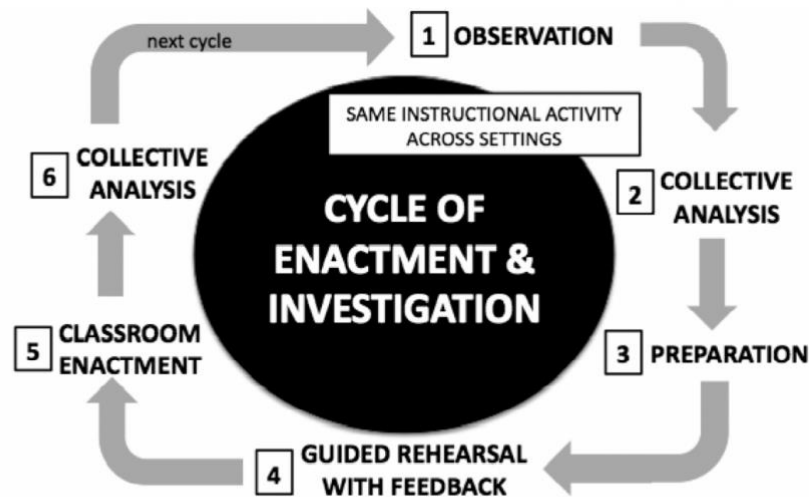 next cycle
1 OBSERVATION
SAME INSTRUCTIONAL ACTIVITY
ACROSS SETTINGS
2 COLLECTIVE
ANALYSIS
3 PREPARATION
4 GUIDED REHEARSAL
WITH FEEDBACK
5 CLASSROOM
ENACTMENT
6 COLLECTIVE
ANALYSIS
CYCLE OF
ENACTMENT &
INVESTIGATION